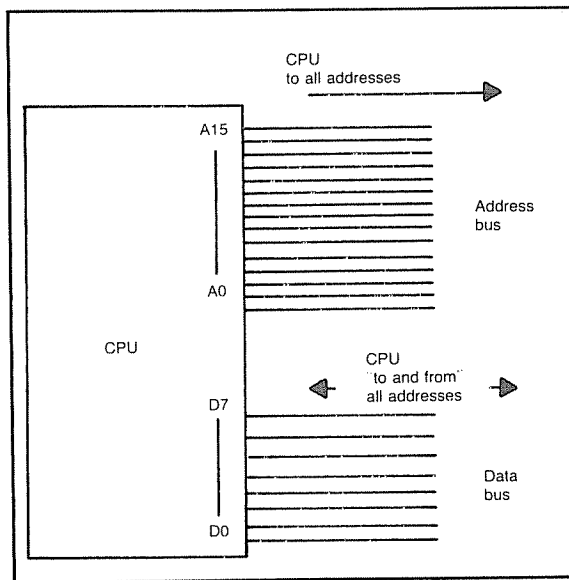 CPU
to all addresses
A15
Address
bus
A0
CPU
CPU
"to and from"
all addresses
D7
Data
bus
D0